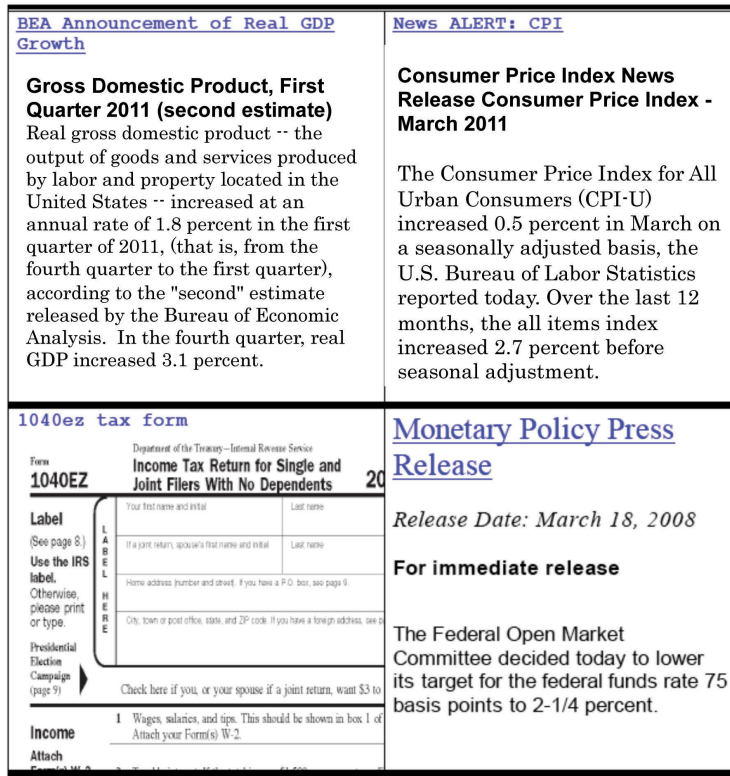 BEA Announcement of Real GDP
Growth
Gross Domestic Product, First
Quarter 2011 (second estimate)
Real gross domestic product -- the
output of goods and services produced
by labor and property located in the
United States -- increased at an
annual rate of 1.8 percent in the first
quarter of 2011, (that is, from the
fourth quarter to the first quarter),
according to the "second" estimate
released by the Bureau of Economic
Analysis.  In the fourth quarter, real
GDP increased 3.1 percent.
News ALERT: CPI
Consumer Price Index News
Release Consumer Price Index -
March 2011
The Consumer Price Index for All
Urban Consumers (CPI-U)
increased 0.5 percent in March on
a seasonally adjusted basis, the
U.S. Bureau of Labor Statistics
reported today. Over the last 12
months, the all items index
increased 2.7 percent before
seasonal adjustment.
1040ez tax form
Form
1040EZ
Department of the Treasury—Internal Revenue Service
Income Tax Return for Single and
Joint Filers With No Dependents 20
Label
(See page 8.)
Use the IRS
label.
Otherwise,
please print
or type.
LABEL HERE
Your first name and initial
Last name
If a joint return, spouse's first name and initial
Last name
Home address (number and street). If you have a P.O. box, see page 9.
City, town or post office, state, and ZIP code. If you have a foreign address, see
Presidential
Election
Campaign
(page 9)
Check here if you, or your spouse if a joint return, want $3 to
Income
Attach
1 Wages, salaries, and tips. This should be shown in box 1 of
Attach your Form(s) W-2.
Monetary Policy Press
Release
Release Date: March 18, 2008
For immediate release
The Federal Open Market
Committee decided today to lower
its target for the federal funds rate 75
basis points to 2-1/4 percent.